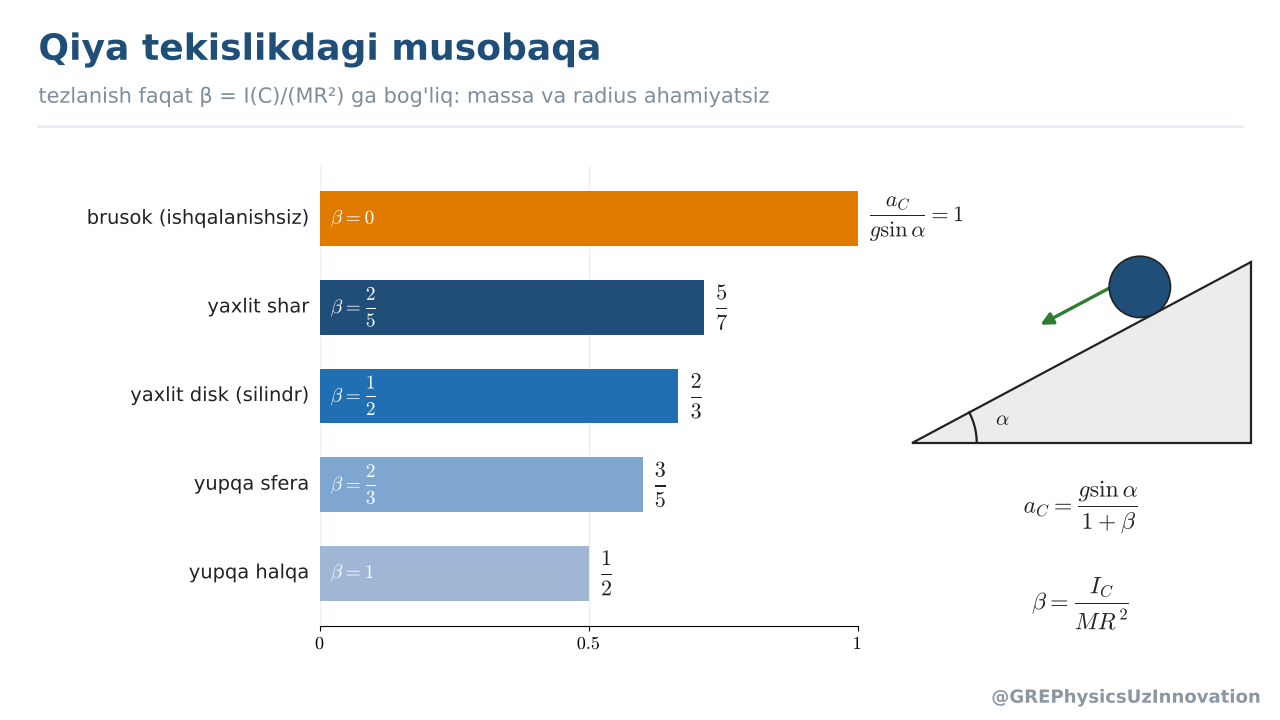 Qiya tekislikdagi musobaqa
tezlanish faqat β = I(C)/(MR²) ga bog'liq: massa va radius ahamiyatsiz
brusok (ishqalanishsiz)
β = 0
a_C / (g sin α) = 1
yaxlit shar
β = 2/5
5/7
yaxlit disk (silindr)
β = 1/2
2/3
yupqa sfera
β = 2/3
3/5
yupqa halqa
β = 1
1/2
0 0.5 1
α
a_C = g sin α / (1 + β)
β = I_C / MR²
@GREPhysicsUzInnovation